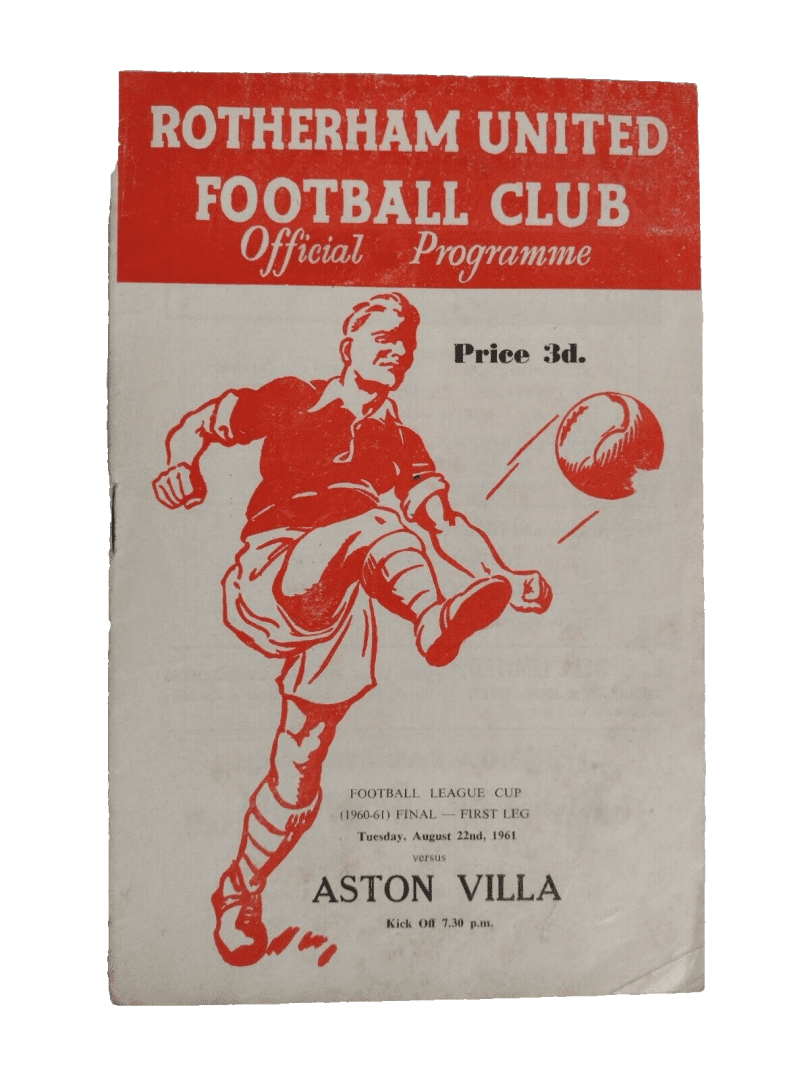 ROTHERHAM UNITED
FOOTBALL CLUB
Official Programme
Price 3d.
FOOTBALL LEAGUE CUP
(1960-61) FINAL — FIRST LEG
Tuesday, August 22nd, 1961
versus
ASTON VILLA
Kick Off 7.30 p.m.